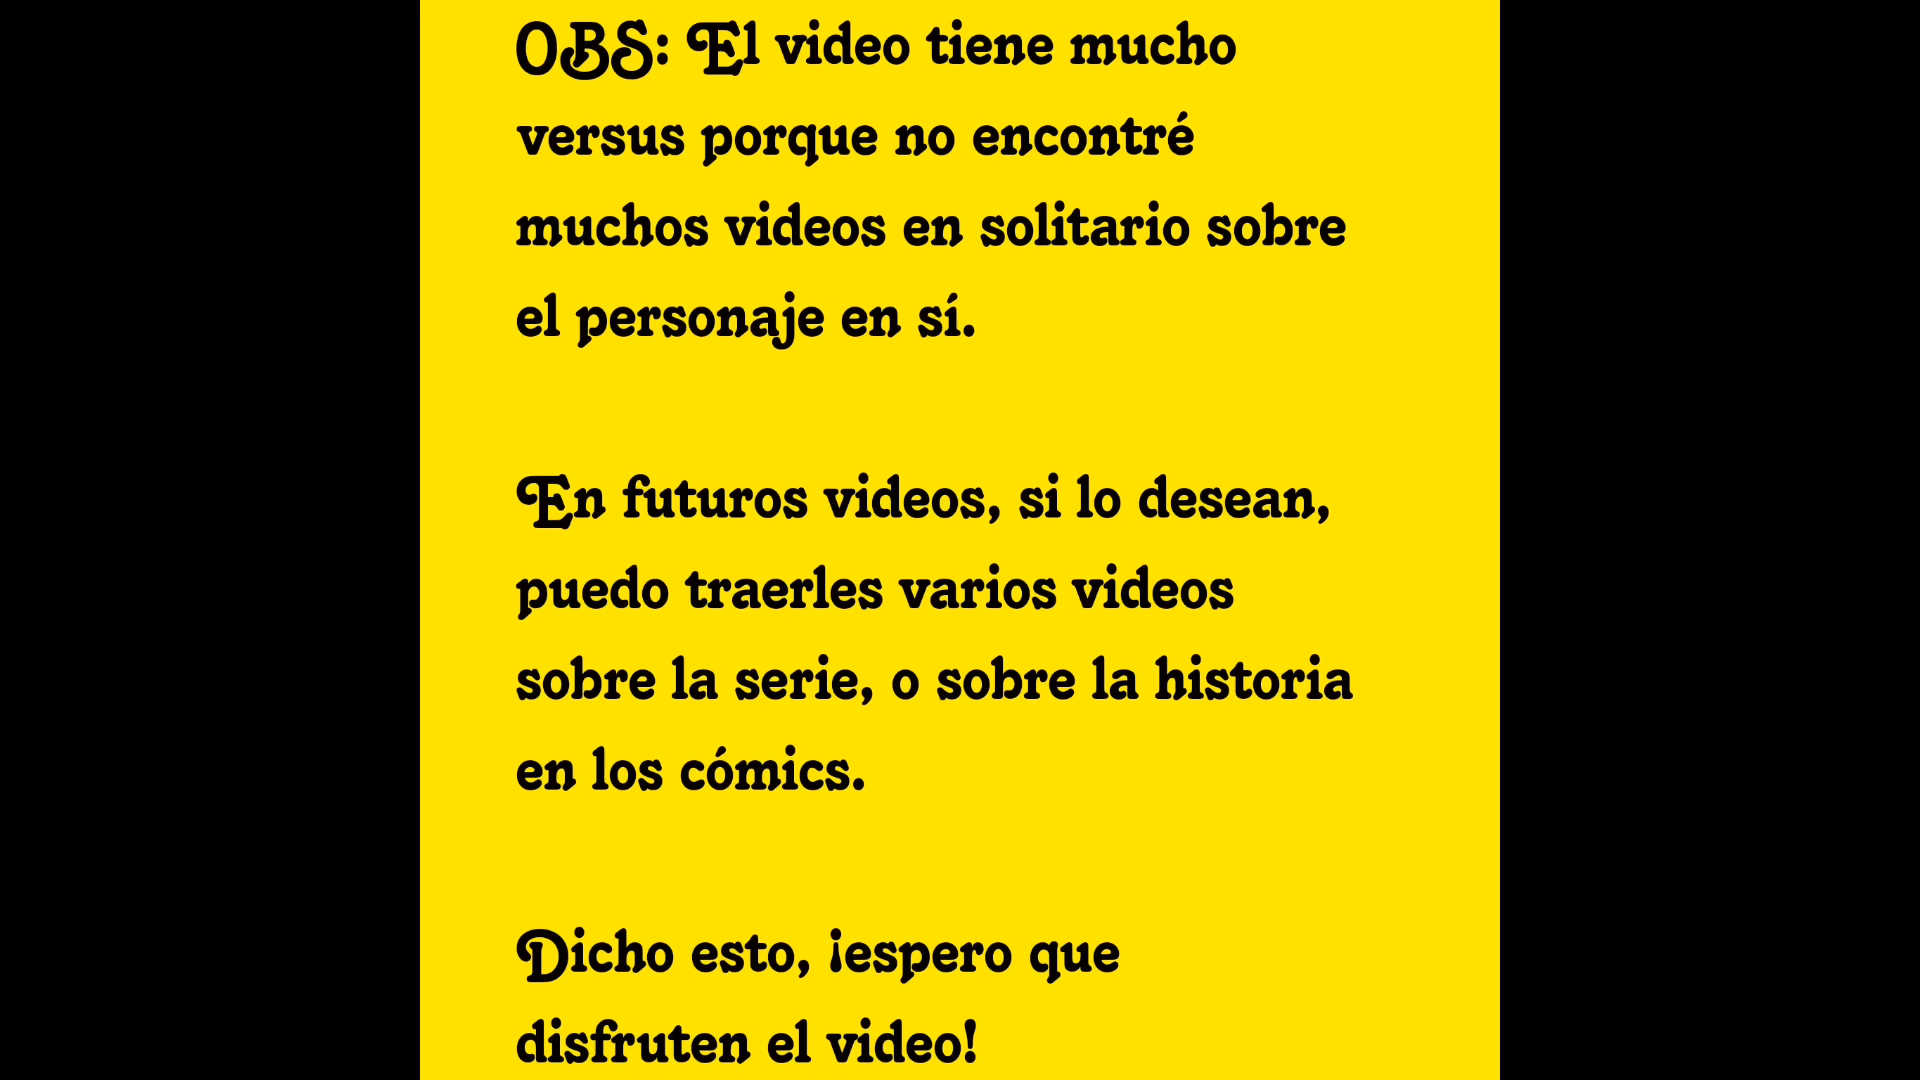 OBS: El video tiene mucho
versus porque no encontré
muchos videos en solitario sobre
el personaje en sí.
En futuros videos, si lo desean,
puedo traerles varios videos
sobre la serie, o sobre la historia
en los cómics.
Dicho esto, ¡espero que
disfruten el video!